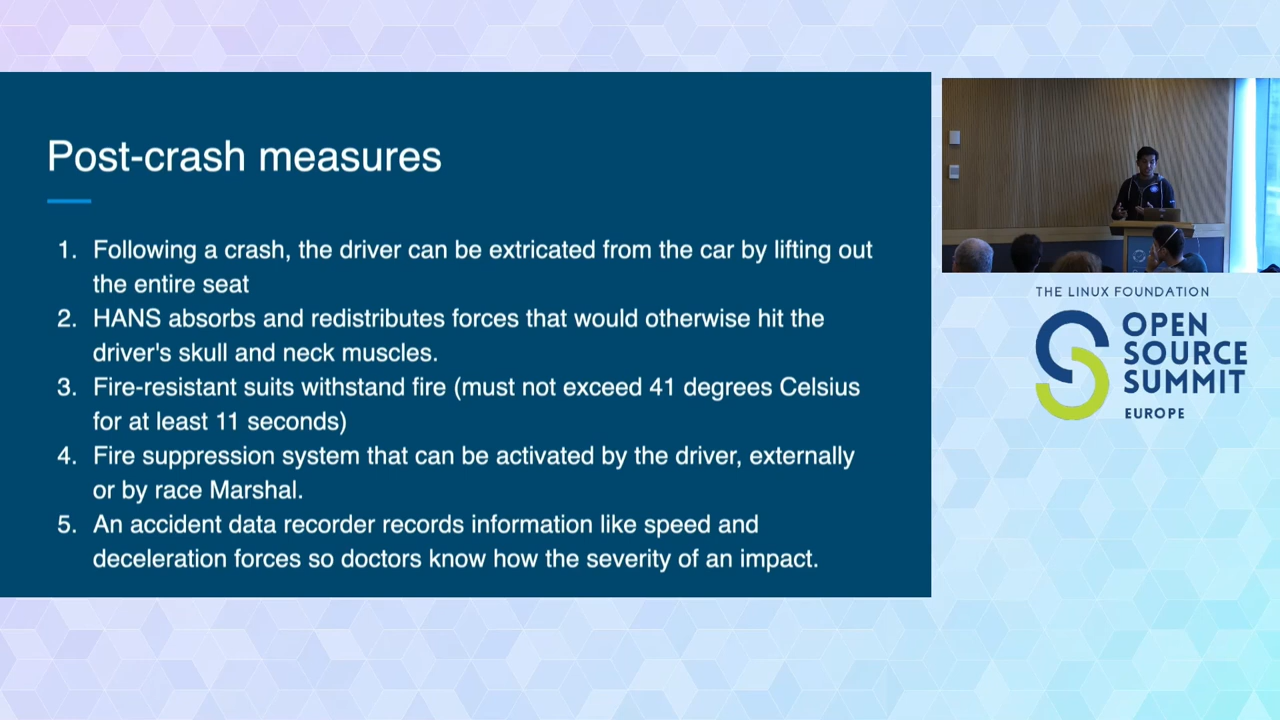 Post-crash measures
1. Following a crash, the driver can be extricated from the car by lifting out
the entire seat
2. HANS absorbs and redistributes forces that would otherwise hit the
driver's skull and neck muscles.
3. Fire-resistant suits withstand fire (must not exceed 41 degrees Celsius
for at least 11 seconds)
4. Fire suppression system that can be activated by the driver, externally
or by race Marshal.
5. An accident data recorder records information like speed and
deceleration forces so doctors know how the severity of an impact.
THE LINUX FOUNDATION
OPEN
SOURCE
SUMMIT
EUROPE